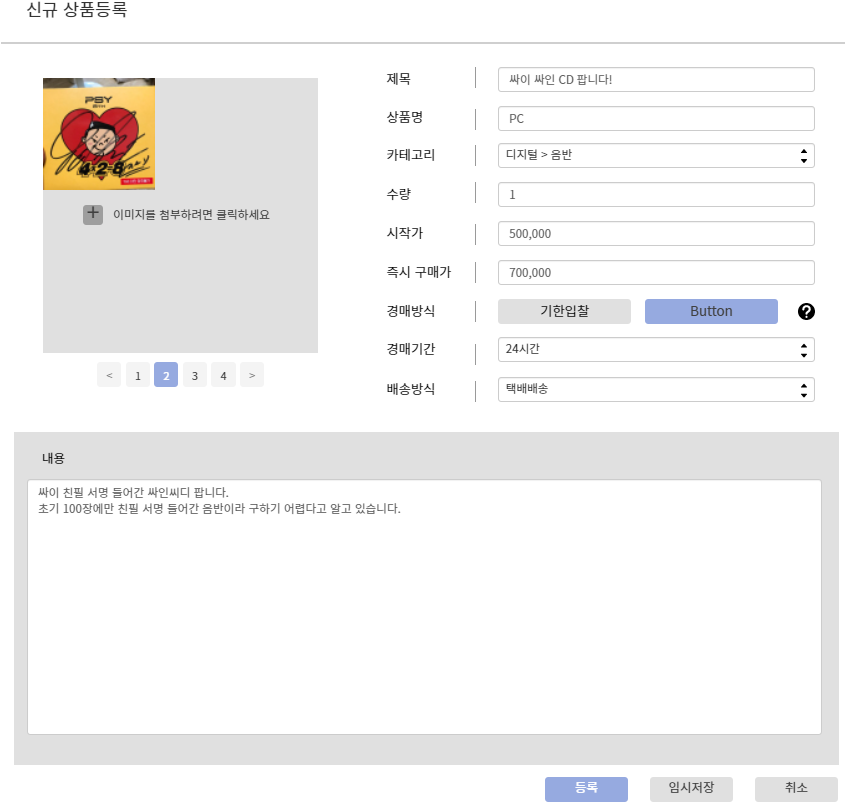 신규 상품등록
PSY
4×2=8
이미지를 첨부하려면 클릭하세요
< 1 2 3 4 >
제목 싸이 싸인 CD 팝니다!
상품명 PC
카테고리 디지털 > 음반
수량 1
시작가 500,000
즉시 구매가 700,000
경매방식 기한입찰 Button ?
경매기간 24시간
배송방식 택배배송
내용
싸이 친필 서명 들어간 싸인씨디 팝니다.
초기 100장에만 친필 서명 들어간 음반이라 구하기 어렵다고 알고 있습니다.
등록 임시저장 취소